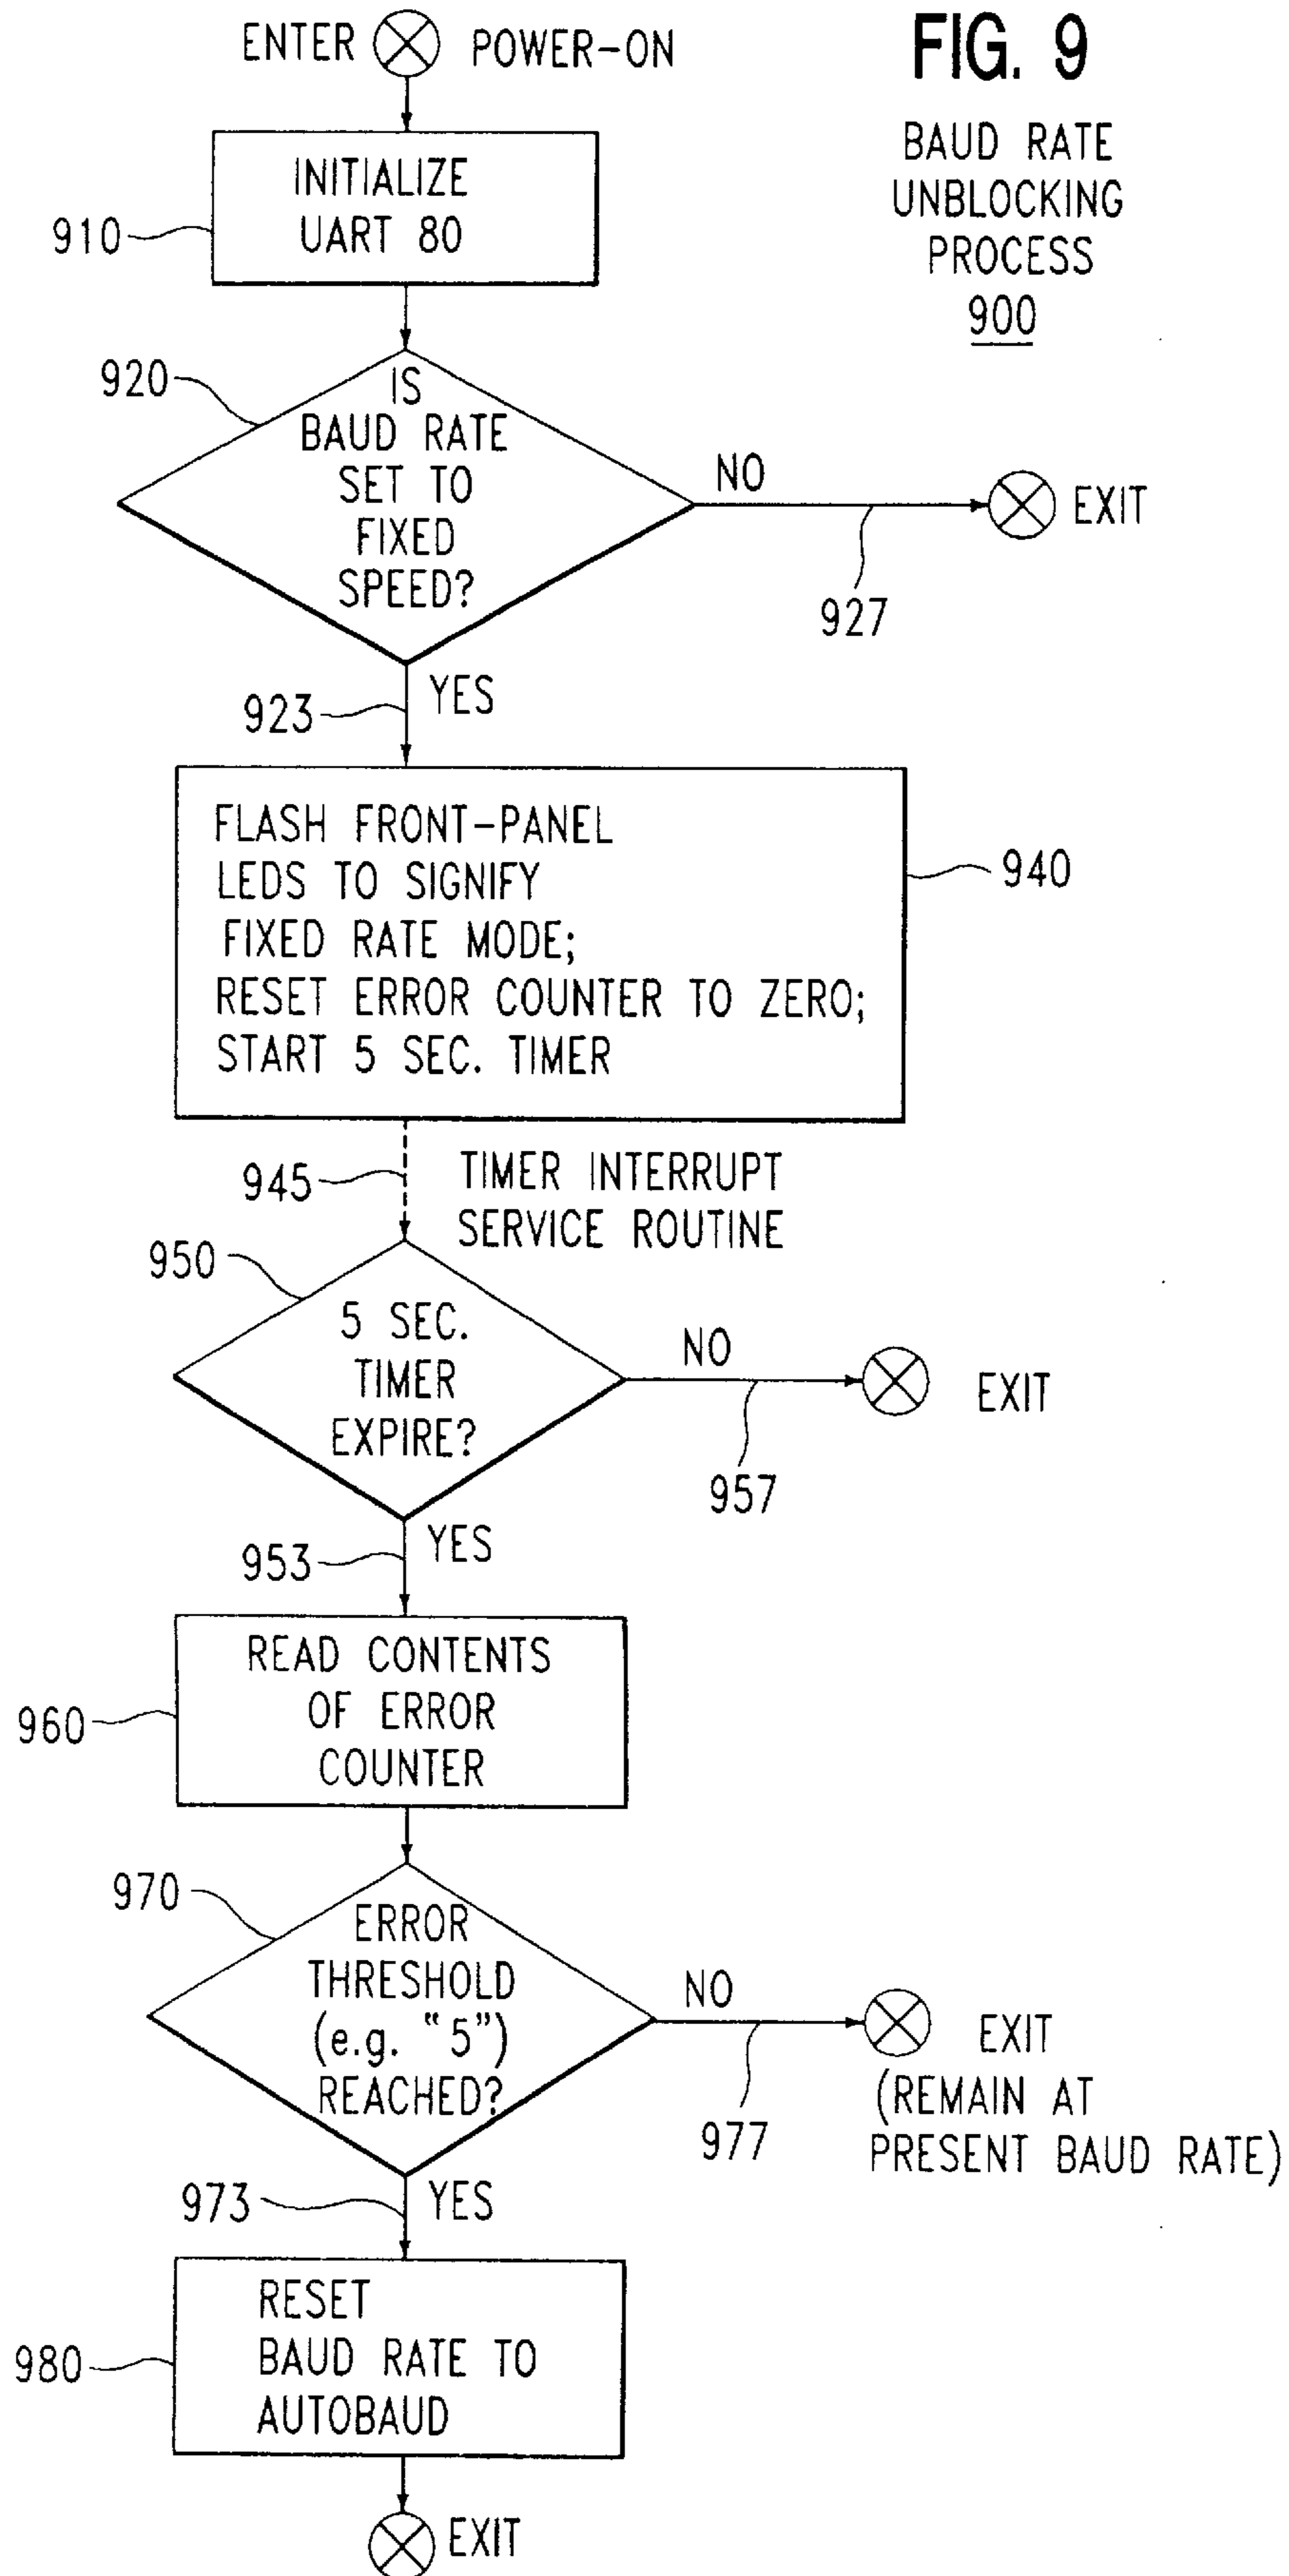 ENTER POWER-ON
FIG. 9
BAUD RATE
UNBLOCKING
PROCESS
900
INITIALIZE
UART 80
910
920
IS
BAUD RATE
SET TO
FIXED
SPEED?
NO
EXIT
927
YES
923
FLASH FRONT-PANEL
LEDS TO SIGNIFY
FIXED RATE MODE;
RESET ERROR COUNTER TO ZERO;
START 5 SEC. TIMER
940
945
TIMER INTERRUPT
SERVICE ROUTINE
950
5 SEC.
TIMER
EXPIRE?
NO
EXIT
957
YES
953
READ CONTENTS
OF ERROR
COUNTER
960
970
ERROR
THRESHOLD
(e.g. "5")
REACHED?
NO
EXIT
(REMAIN AT
PRESENT BAUD RATE)
977
YES
973
RESET
BAUD RATE TO
AUTOBAUD
980
EXIT